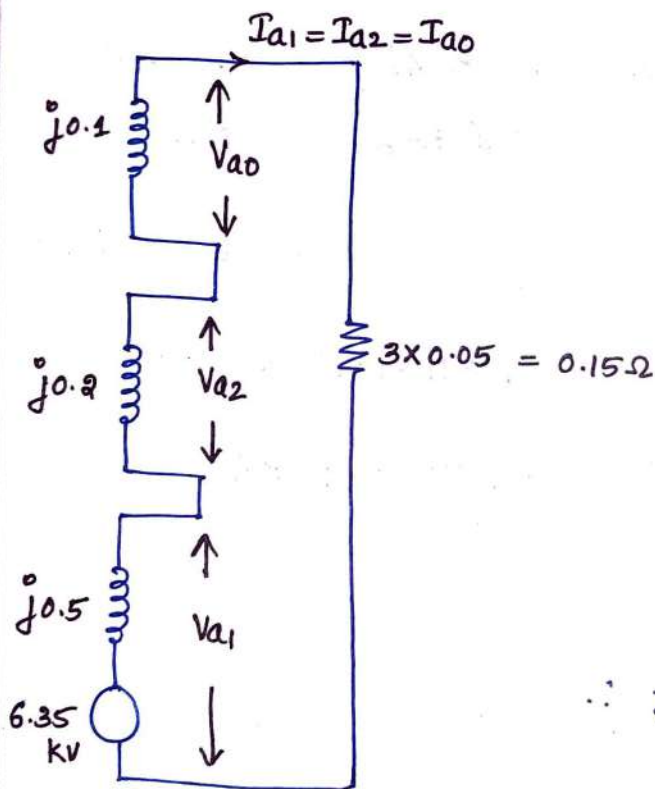 Ia1 = Ia2 = Ia0
j0.1
Va0
3×0.05 = 0.15Ω
j0.2
Va2
j0.5
Va1
6.35
KV
∴